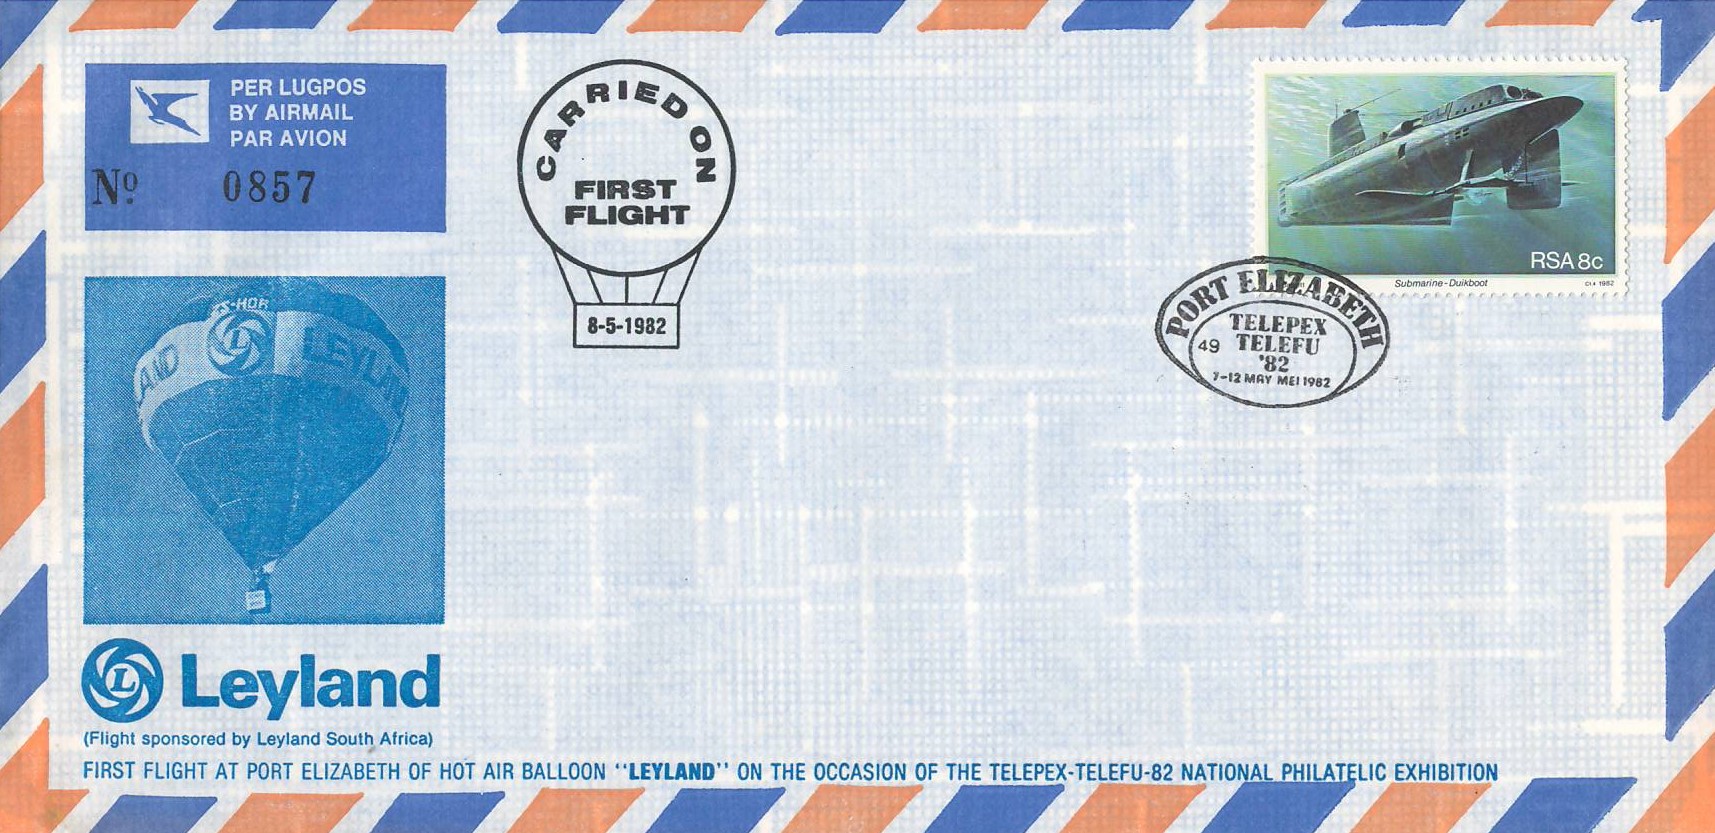 PER LUGPOS
BY AIRMAIL
PAR AVION
No. 0857
CARRIED ON
FIRST
FLIGHT
8-5-1982
RSA 8c
Submarine - Duikboot
1982
PORT ELIZABETH
TELEPEX
49 TELEFU
'82
7-12 MAY MEI 1982
-HOR
LAND L LEYLAND
L Leyland
(Flight sponsored by Leyland South Africa)
FIRST FLIGHT AT PORT ELIZABETH OF HOT AIR BALLOON "LEYLAND" ON THE OCCASION OF THE TELEPEX-TELEFU-82 NATIONAL PHILATELIC EXHIBITION